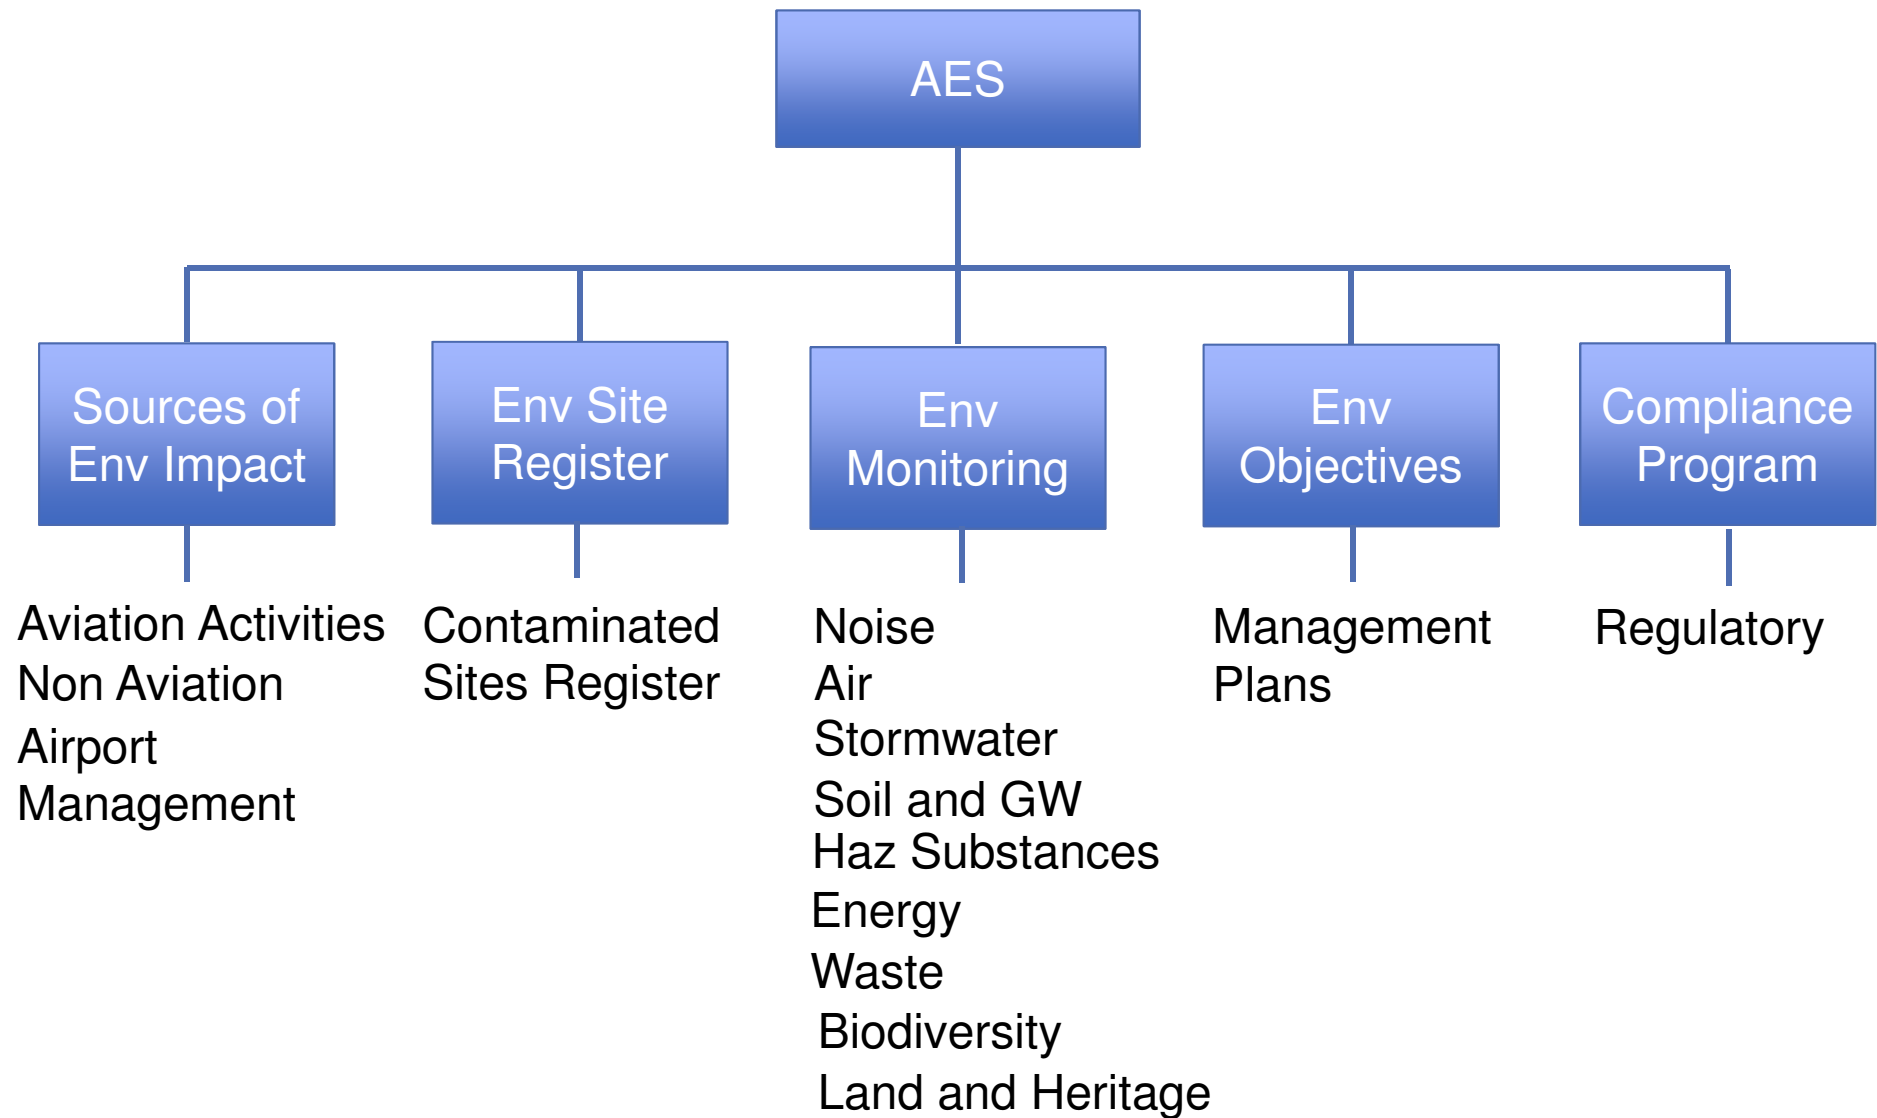 AES
Sources of
Env Impact
Env Site
Register
Env
Monitoring
Env
Objectives
Compliance
Program
Aviation Activities
Non Aviation
Airport
Management
Contaminated
Sites Register
Noise
Air
Stormwater
Soil and GW
Haz Substances
Energy
Waste
Biodiversity
Land and Heritage
Management
Plans
Regulatory